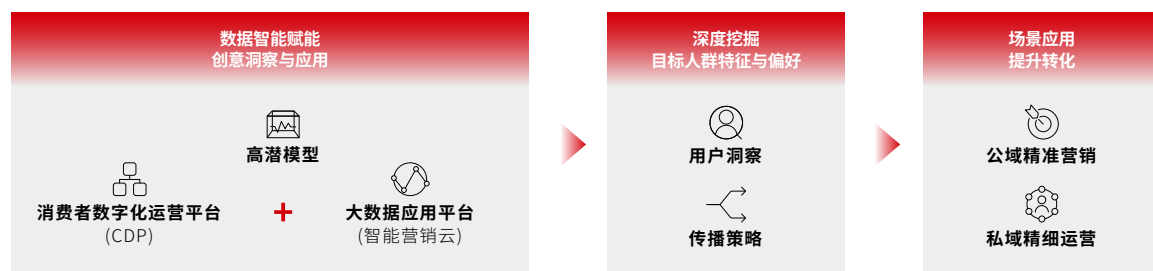 数据智能赋能
创意洞察与应用
高潜模型
消费者数字化运营平台
(CDP)
+
大数据应用平台
(智能营销云)
深度挖掘
目标人群特征与偏好
用户洞察
传播策略
场景应用
提升转化
公域精准营销
私域精细运营